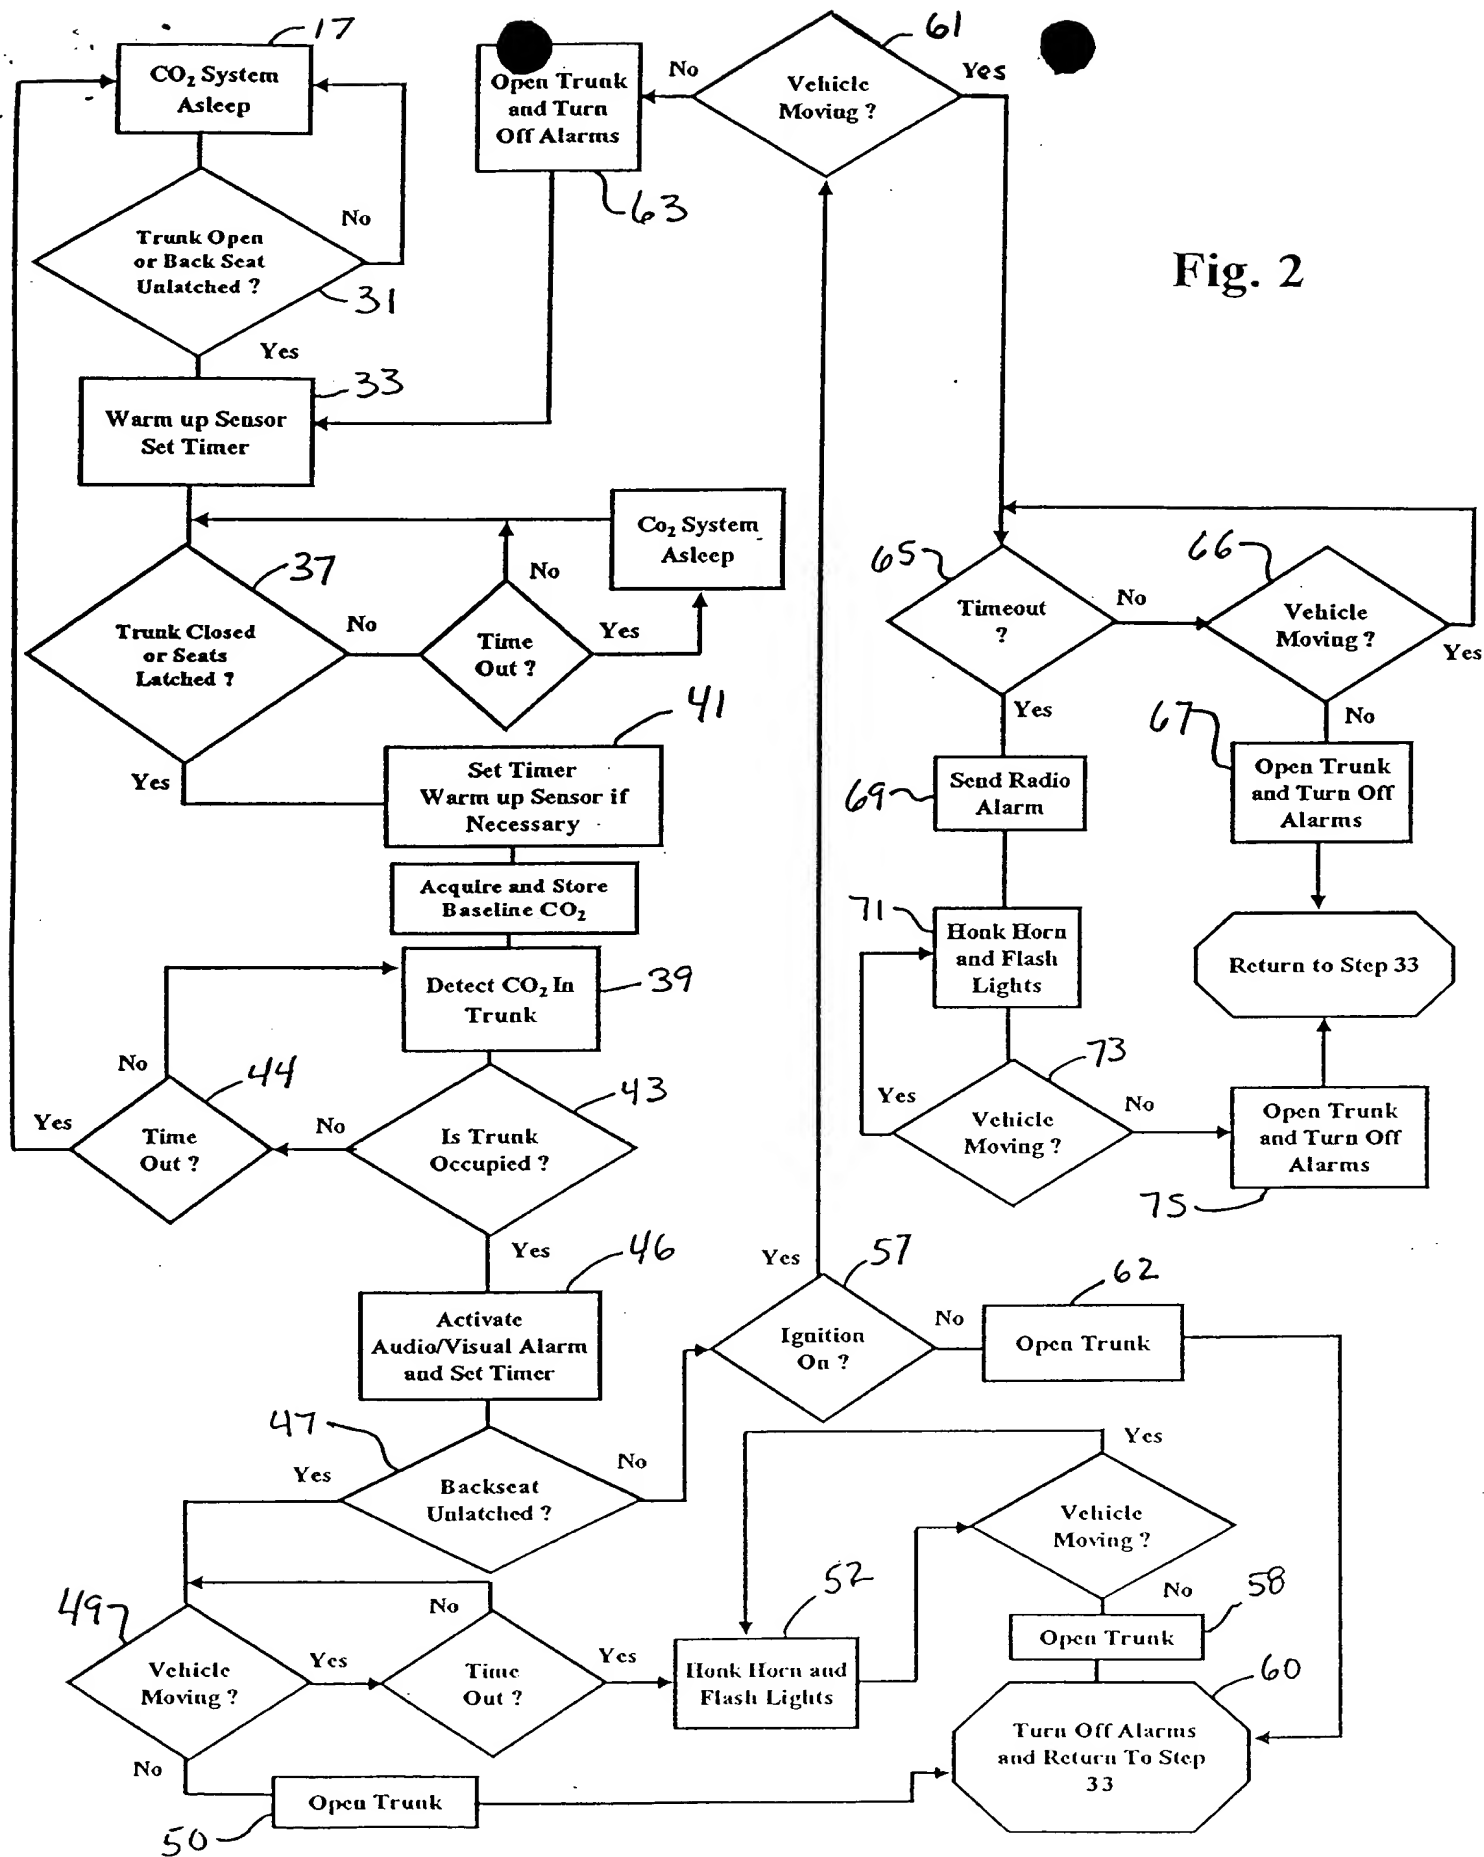 17
CO₂ System
Asleep
No
Trunk Open
or Back Seat
Unlatched ?
31
Yes
33
Warm up Sensor
Set Timer
Open Trunk
and Turn
Off Alarms
63
No
Vehicle
Moving ?
61
Yes
Fig. 2
37
Trunk Closed
or Seats
Latched ?
No
Time
Out ?
No
Yes
Co₂ System
Asleep
Yes
41
Set Timer
Warm up Sensor if
Necessary
Acquire and Store
Baseline CO₂
Detect CO₂ In
Trunk
39
No
44
Yes
Time
Out ?
No
43
Is Trunk
Occupied ?
Yes
46
Activate
Audio/Visual Alarm
and Set Timer
47
Yes
Backseat
Unlatched ?
No
49
Vehicle
Moving ?
Yes
No
No
Time
Out ?
Yes
Open Trunk
50
52
Honk Horn and
Flash Lights
Yes
Vehicle
Moving ?
No
58
Open Trunk
60
Turn Off Alarms
and Return To Step
33
Yes
57
Ignition
On ?
No
62
Open Trunk
65
Timeout
?
No
Yes
66
Vehicle
Moving ?
Yes
No
67
Open Trunk
and Turn Off
Alarms
69
Send Radio
Alarm
71
Honk Horn
and Flash
Lights
Return to Step 33
73
Yes
Vehicle
Moving ?
No
Open Trunk
and Turn Off
Alarms
75